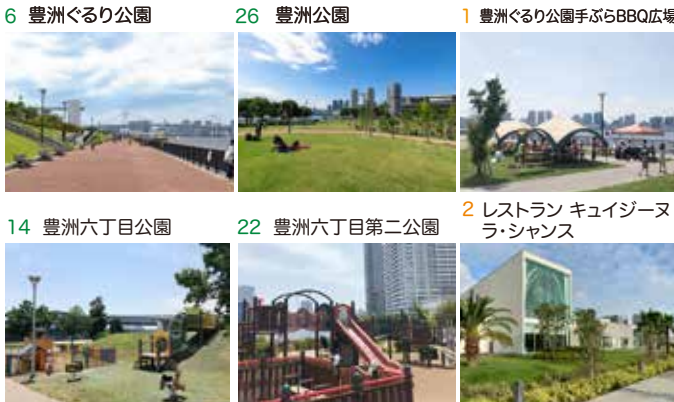 6 豊洲ぐるり公園
26 豊洲公園
1 豊洲ぐるり公園手ぶらBBQ広場
14 豊洲六丁目公園
22 豊洲六丁目第二公園
2 レストラン キュイジーヌ
ラ・シャンス